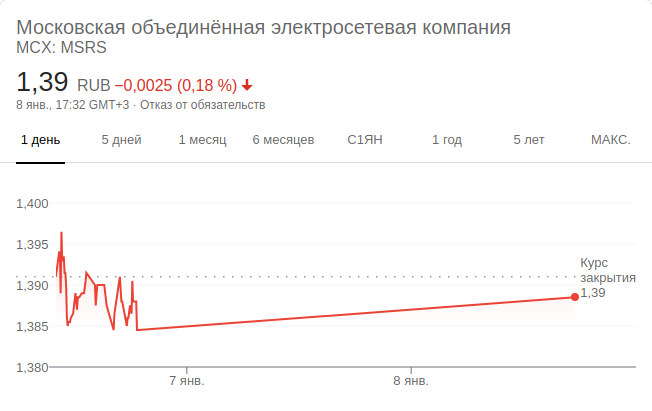 Московская объединённая электросетевая компания
MCX: MSRS
1,39 RUB −0,0025 (0,18 %)
8 янв., 17:32 GMT+3 · Отказ от обязательств
1 день 5 дней 1 месяц 6 месяцев С1ЯН 1 год 5 лет МАКС.
1,400
1,395
1,390
1,385
1,380
Курс
закрытия
1,39
7 янв. 8 янв.